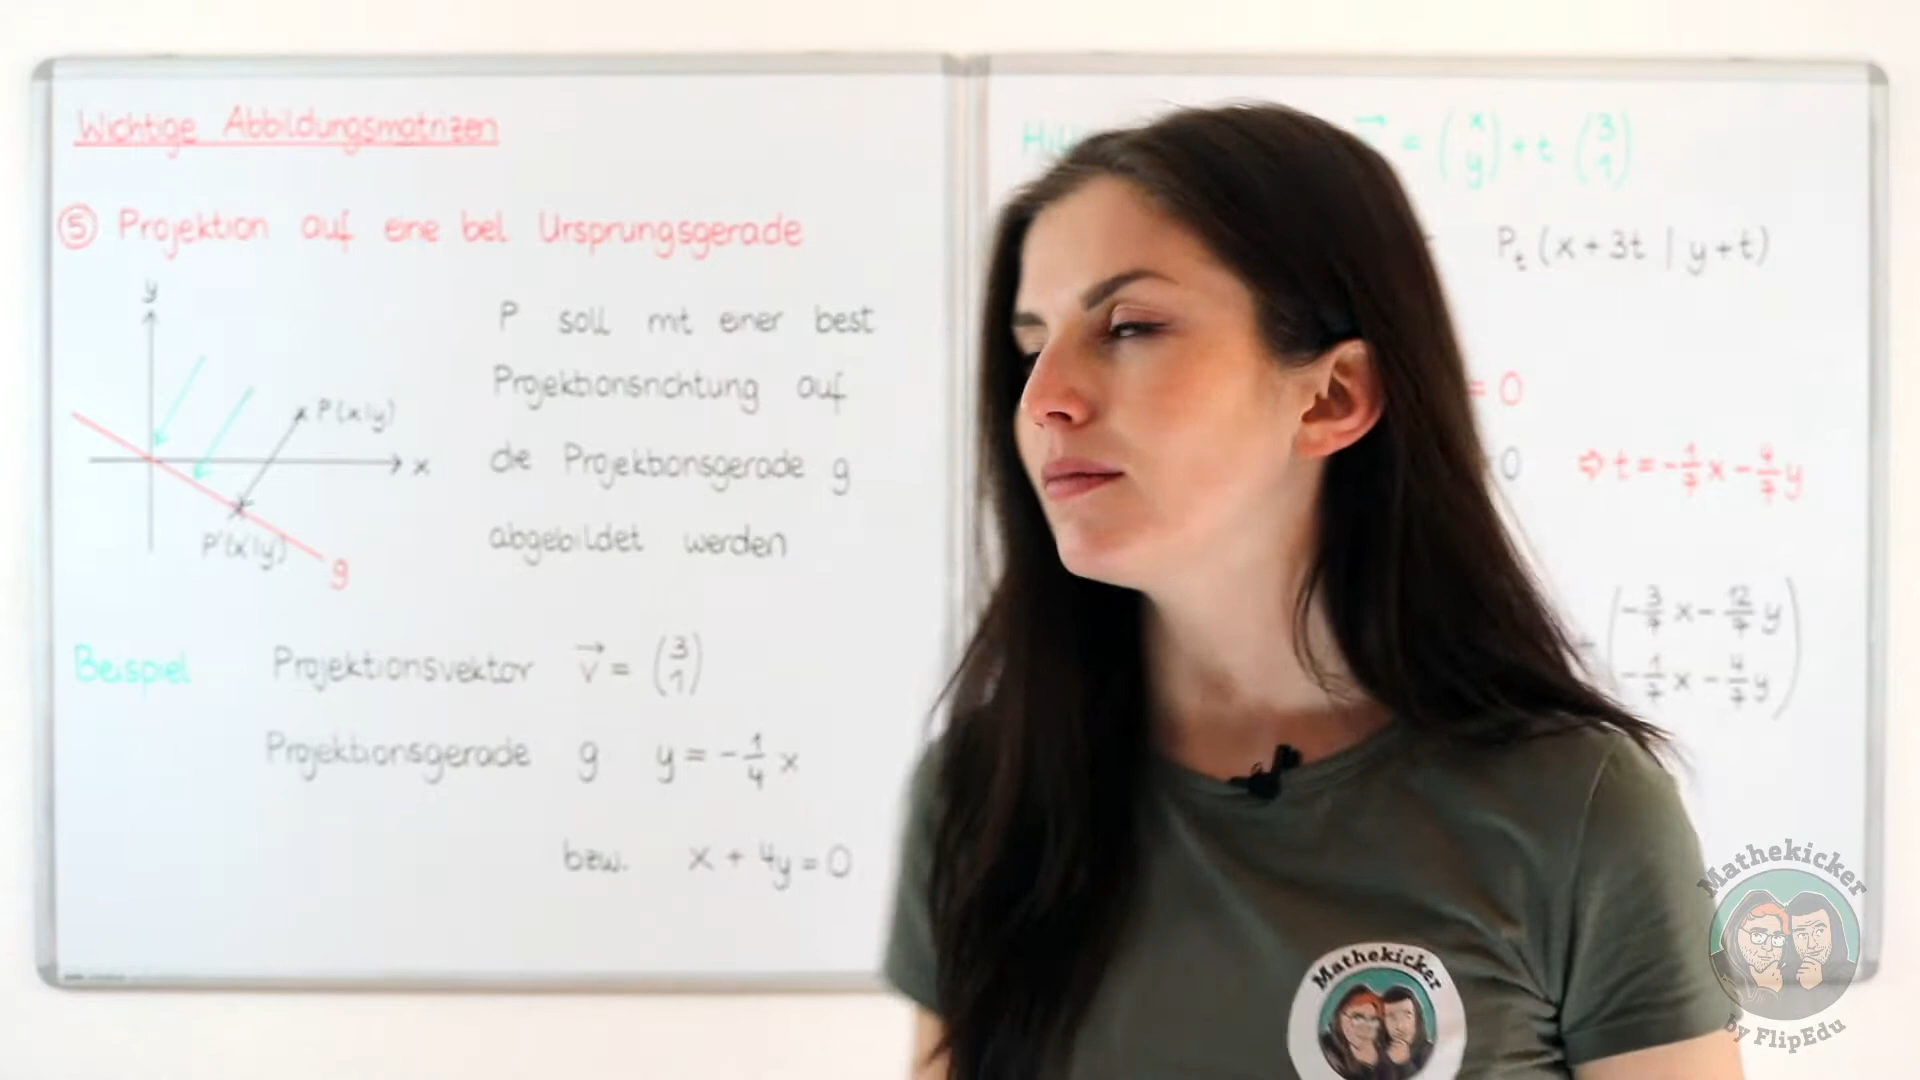 Wichtige Abbildungsmatrizen
⑤ Projektion auf eine bel Ursprungsgerade
y
P(x|y)
x
P'(x'|y')
g
P soll mit einer best
Projektionsrichtung auf
die Projektionsgerade g
abgebildet werden
Beispiel Projektionsvektor v⃗ = (3 1)
Projektionsgerade g y = -1/4 x
bzw. x + 4y = 0
= (x y) + t (3 1)
Pt (x+3t | y+t)
= 0
0 ⇨ t = -1/7 x - 4/7 y
+ (-3/7 x - 12/7 y
-1/7 x - 4/7 y)
Mathekicker
Mathekicker
by FlipEdu